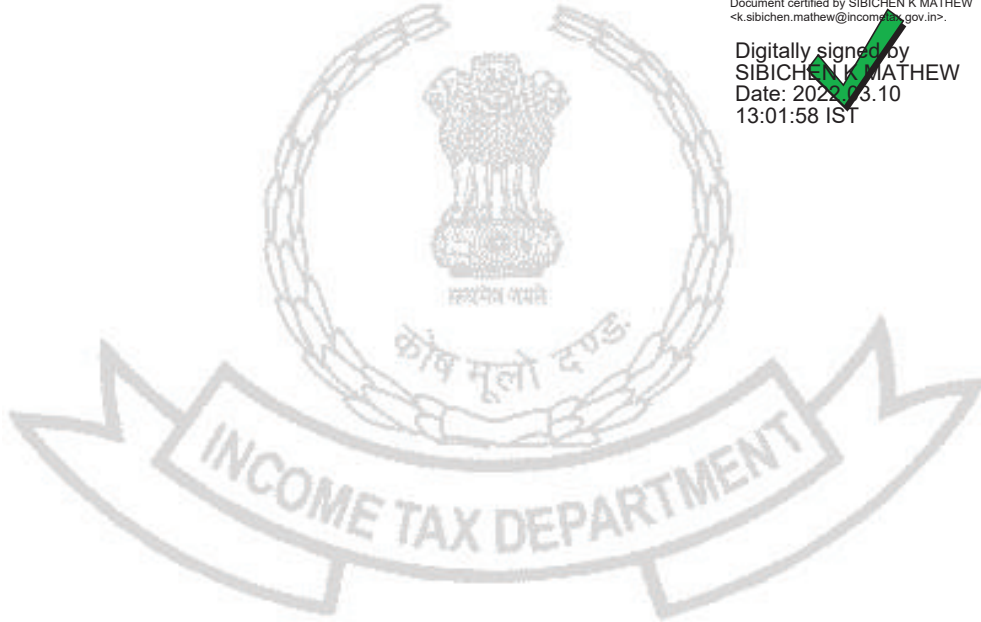 Document certified by SIBICHEN K MATHEW
<k.sibichen.mathew@incometax.gov.in>.
Digitally signed by
SIBICHEN K MATHEW
Date: 2022.03.10
13:01:58 IST
सत्यमेव जयते
कोष मूलो दण्ड:
INCOME TAX DEPARTMENT